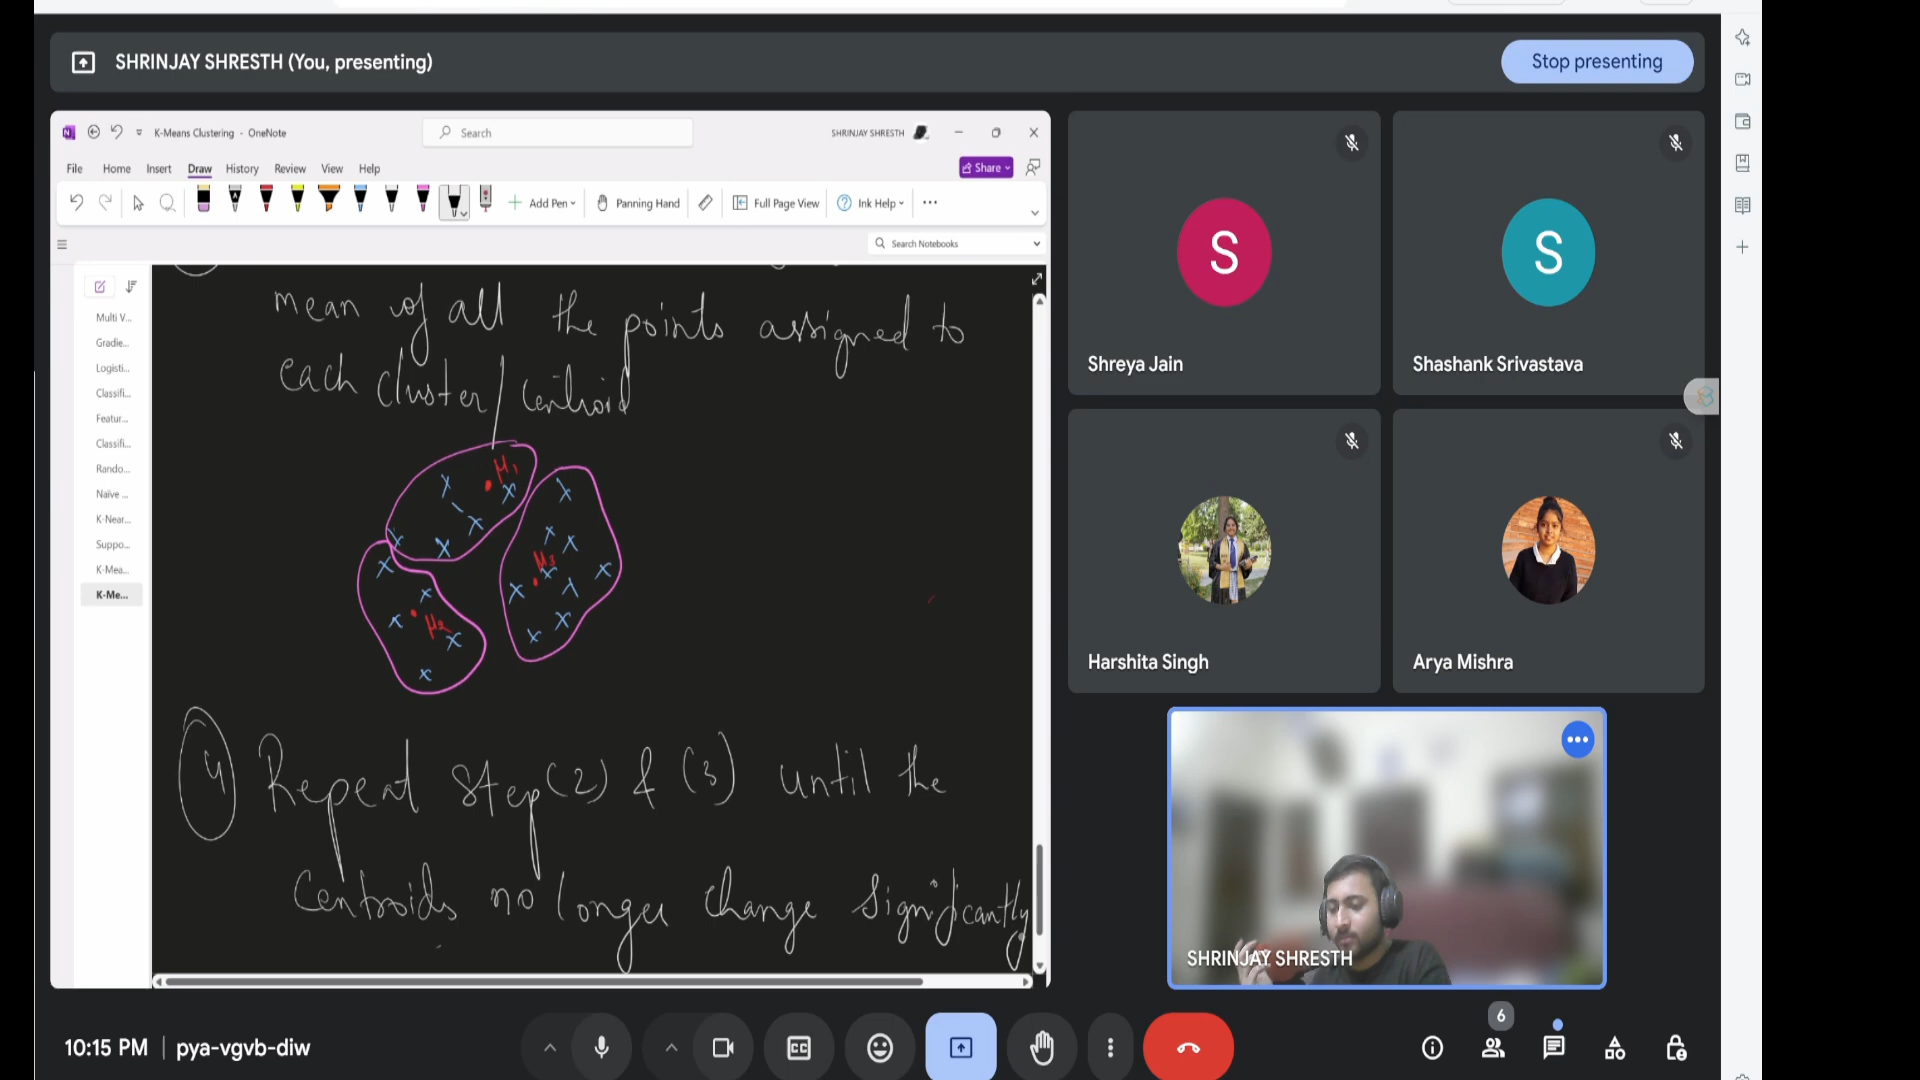 SHRINJAY SHRESTH (You, presenting)
Stop presenting
K-Means Clustering - OneNote
Search
SHRINJAY SHRESTH
File Home Insert Draw History Review View Help
Share
Add Pen
Panning Hand
Full Page View
Ink Help
Search Notebooks
Multi V...
Gradie...
Logisti...
Classifi...
Featur...
Classifi...
Rando...
Naïve ...
K-Near...
Suppo...
K-Mea...
K-Me...
mean of all the points assigned to
each cluster/centroid
μ1
μ3
μ2
4 Repeat Step (2) & (3) until the
Centroids no longer change Significantly
Shreya Jain
Shashank Srivastava
Harshita Singh
Arya Mishra
SHRINJAY SHRESTH
10:15 PM | pya-vgvb-diw
6